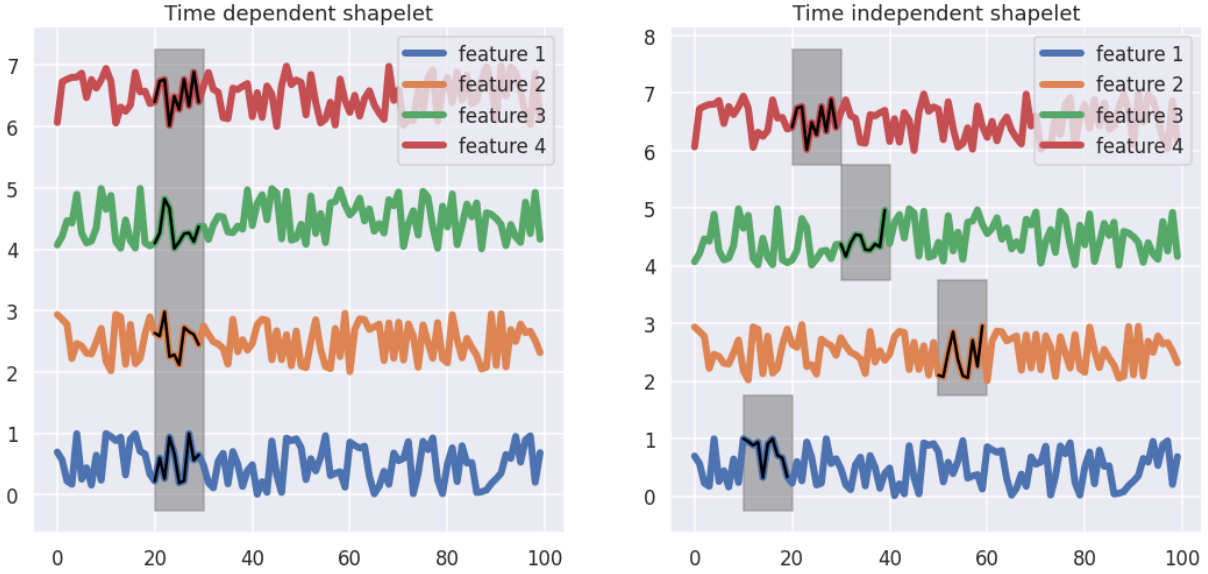 Time dependent shapelet
feature 1
feature 2
feature 3
feature 4
7
6
5
4
3
2
1
0
0 20 40 60 80 100
Time independent shapelet
feature 1
feature 2
feature 3
feature 4
8
7
6
5
4
3
2
1
0
0 20 40 60 80 100